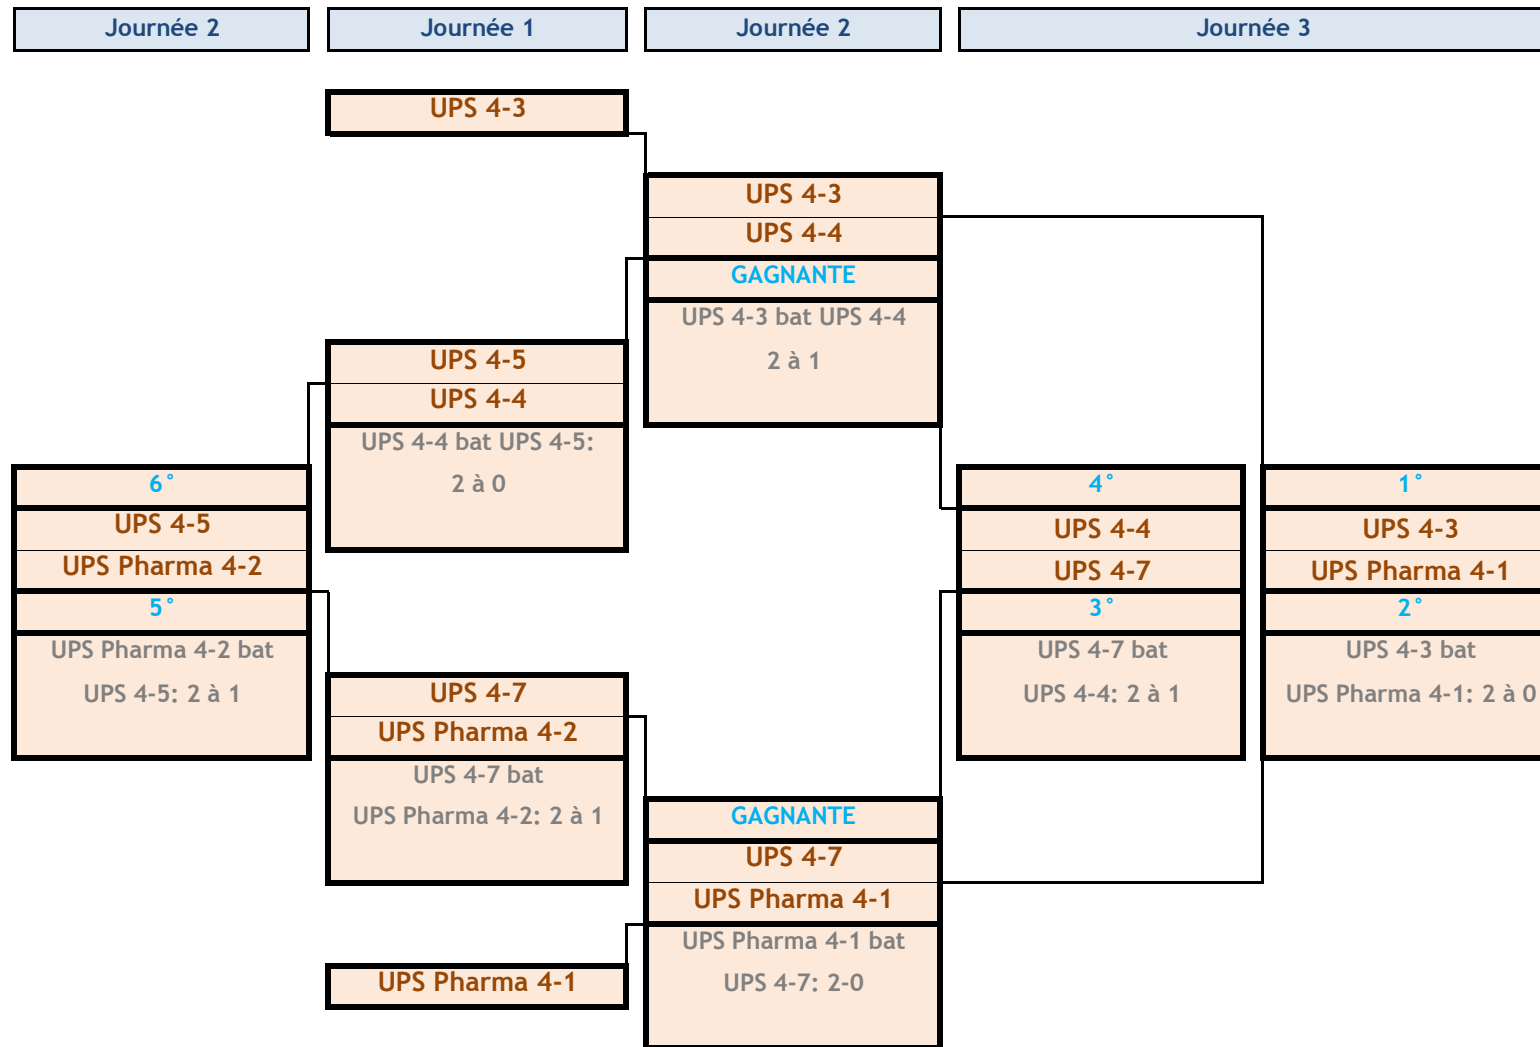 Journée 2
Journée 1
Journée 2
Journée 3
UPS 4-3
UPS 4-3
UPS 4-4
GAGNANTE
UPS 4-3 bat UPS 4-4
2 à 1
UPS 4-5
UPS 4-4
UPS 4-4 bat UPS 4-5:
2 à 0
6°
UPS 4-5
UPS Pharma 4-2
5°
UPS Pharma 4-2 bat
UPS 4-5: 2 à 1
4°
UPS 4-4
UPS 4-7
3°
UPS 4-7 bat
UPS 4-4: 2 à 1
1°
UPS 4-3
UPS Pharma 4-1
2°
UPS 4-3 bat
UPS Pharma 4-1: 2 à 0
UPS 4-7
UPS Pharma 4-2
UPS 4-7 bat
UPS Pharma 4-2: 2 à 1
GAGNANTE
UPS 4-7
UPS Pharma 4-1
UPS Pharma 4-1 bat
UPS 4-7: 2-0
UPS Pharma 4-1